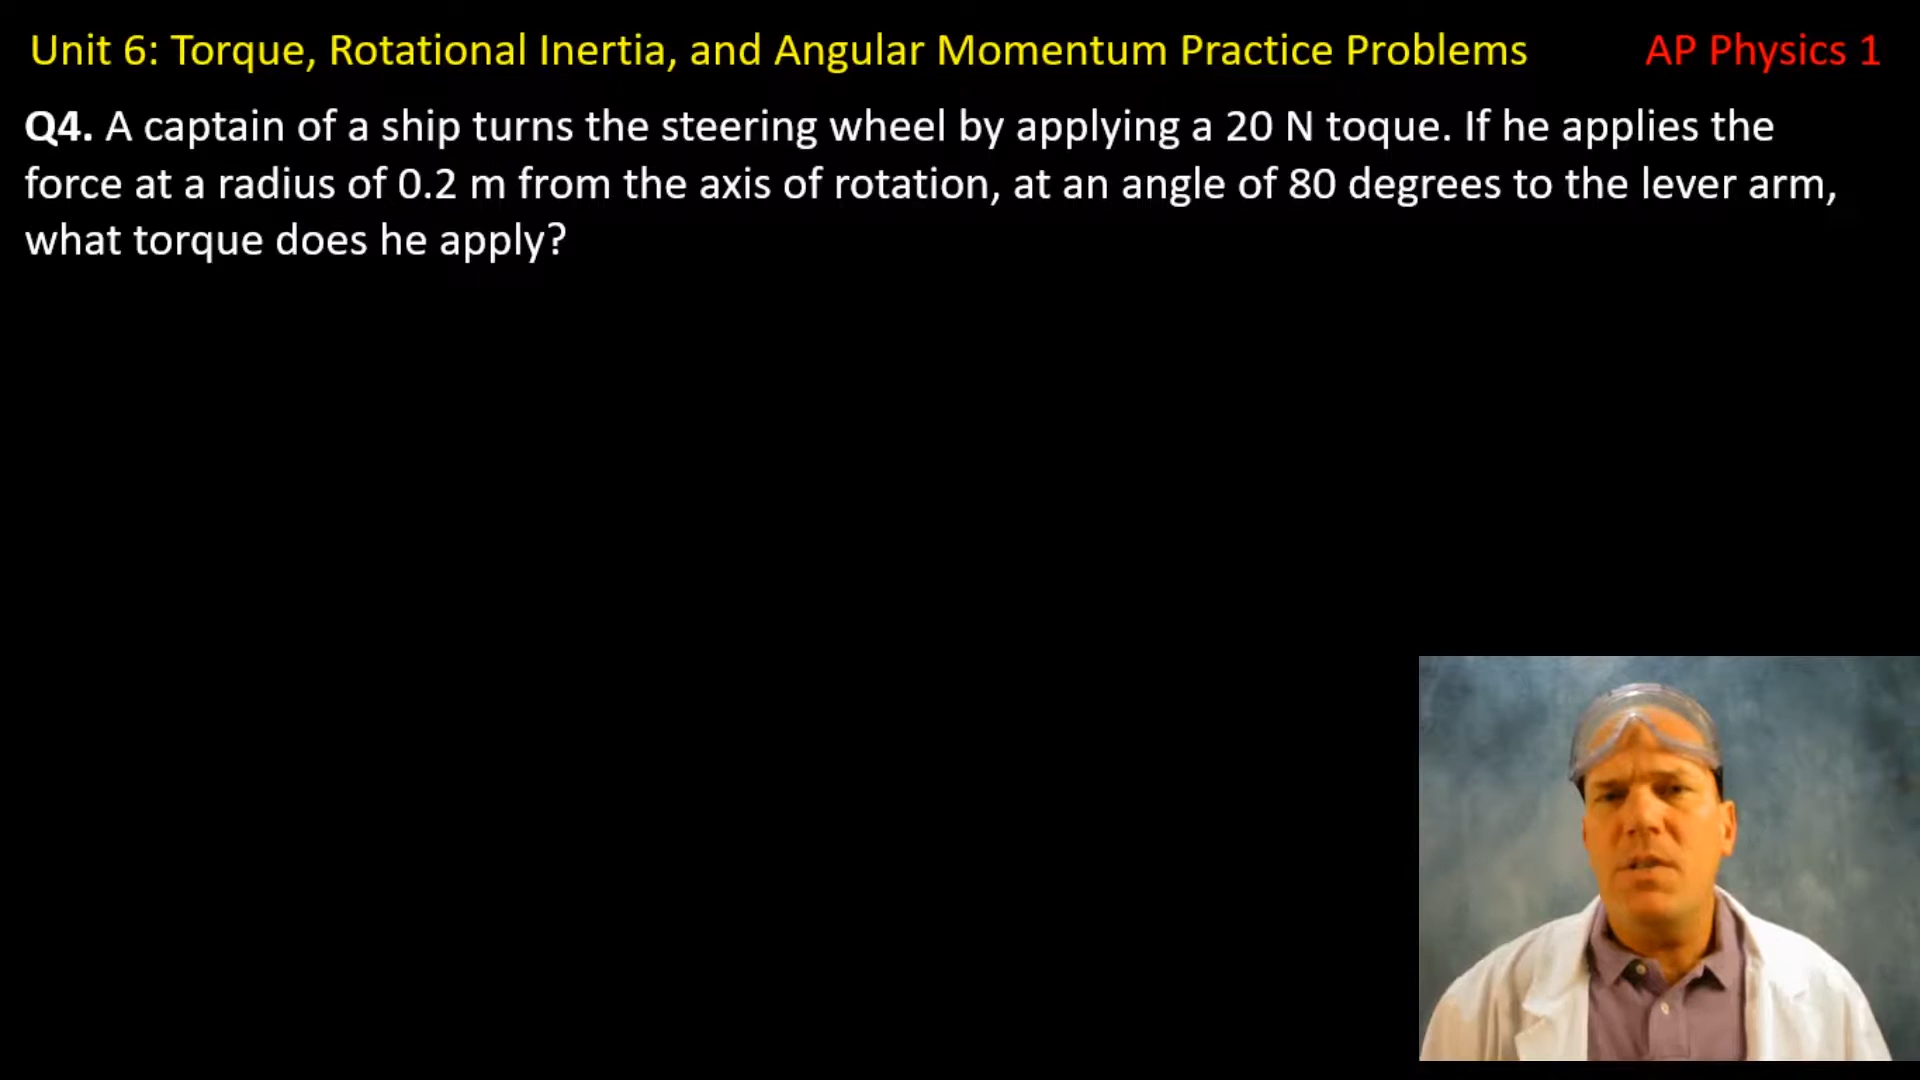 Unit 6: Torque, Rotational Inertia, and Angular Momentum Practice Problems AP Physics 1
Q4. A captain of a ship turns the steering wheel by applying a 20 N toque. If he applies the
force at a radius of 0.2 m from the axis of rotation, at an angle of 80 degrees to the lever arm,
what torque does he apply?